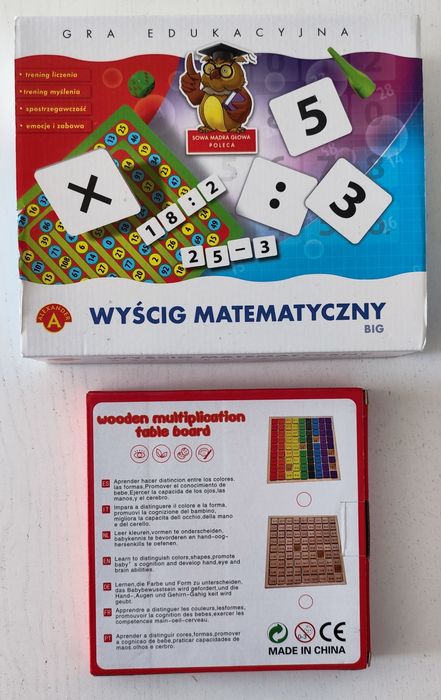 GRA EDUKACYJNA
• trening liczenia
• trening myślenia
• spostrzegawczość
• emocje i zabawa
SOWA MĄDRA GŁOWA
POLECA
5
X
:
3
18:2
25-3
ALEXANDER
A
WYŚCIG MATEMATYCZNY
BIG
wooden multiplication
table board
ES
Aprender hacer distincion entre los colores,
las formas,Promover el conocimiento de
bebe,Ejercer la capacida de los ojos,las
manos,y el cerebro.
IT
Impara a distinguere il colore e la forma,
promuovi la cognizione del bambino,
migliora la capacita dell occhio,della mano
e del cerello.
NL
Leer kleuren,vormen te onderscheiden,
babykennis te bevorderen en hand-oog-
hersenkills te oefenen.
EN
Learn to distinguish colors,shapes,promote
baby's cognition and develop hand,eye and
brain abilities.
DE
Lernen,die Farbe und Form zu unterscheiden,
das Babybewusstsein wird gefordert,und die
Hand-,Augen und Gehirn-Gahig keit wird
geubt.
FR
Apprendre a distinguer les couleurs,lesformes,
promouvoir la cognition des bebes,exercer les
competences main-oeil-cerveau.
PT
Aprender a distinguir cores,formas,promover
a cognicao de bebe,praticar capacidades de
maos,olhos e cerbro.
0-3
CE
MADE IN CHINA